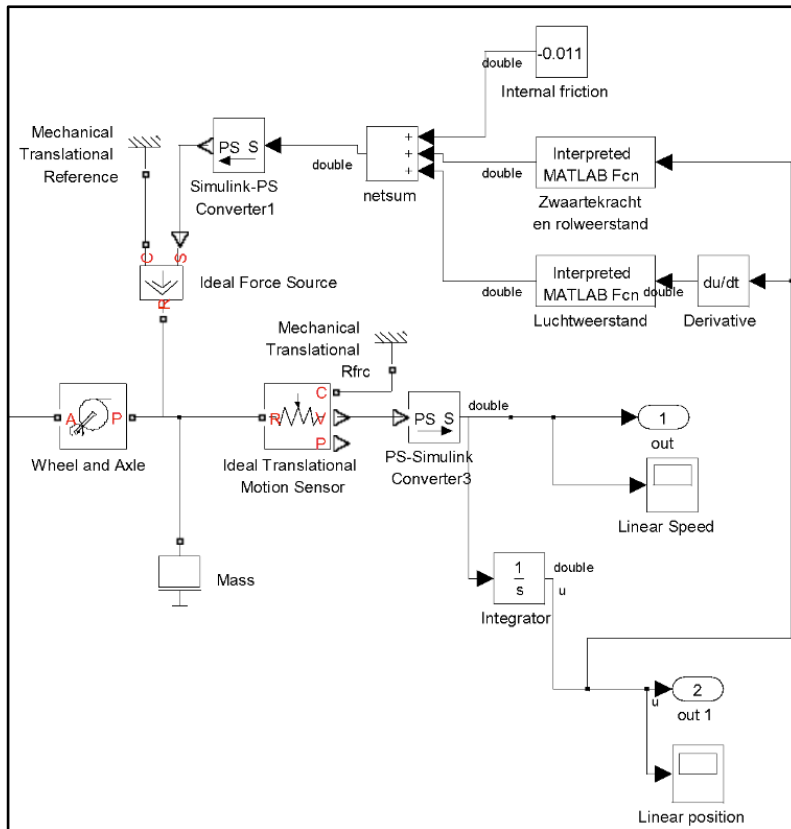 double
-0.011
Internal friction
Mechanical
Translational
Reference
PS S
Simulink-PS
Converter1
double
+
+
+
netsum
double
Interpreted
MATLAB Fcn
Zwaartekracht
en rolweerstand
C
S
R
Ideal Force Source
double
Interpreted
MATLAB Fcn
Luchtweerstand
double
du/dt
Derivative
Mechanical
Translational
Rfrc
A
P
Wheel and Axle
R
C
V
P
Ideal Translational
Motion Sensor
PS S
PS-Simulink
Converter3
double
1
out
Linear Speed
Mass
1
s
Integrator
double
u
2
u
out 1
Linear position